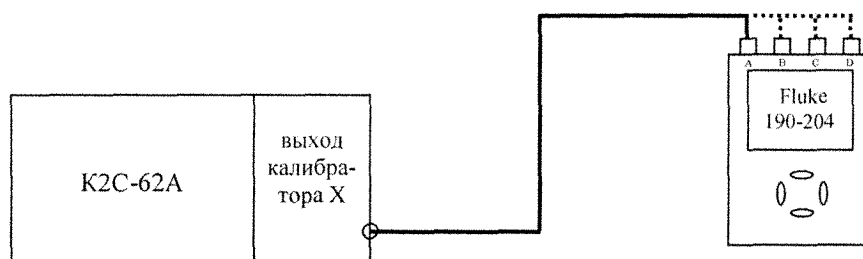 A B C D
Fluke
190-204
выход
калибра-
тора X
К2С-62А